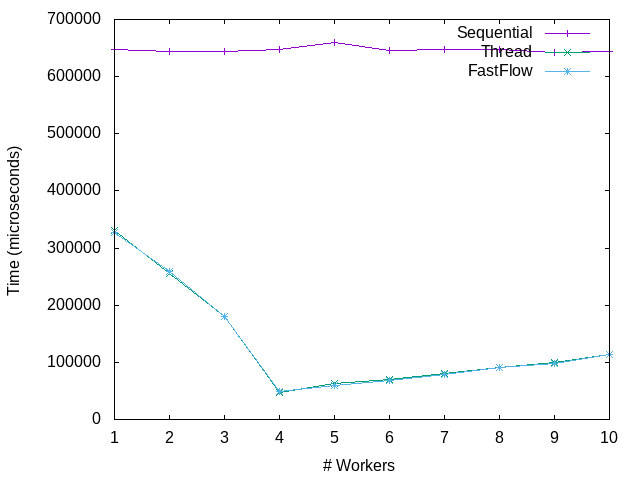 700000
600000
500000
400000
300000
200000
100000
0
Time (microseconds)
Sequential
Thread
FastFlow
1 2 3 4 5 6 7 8 9 10
# Workers